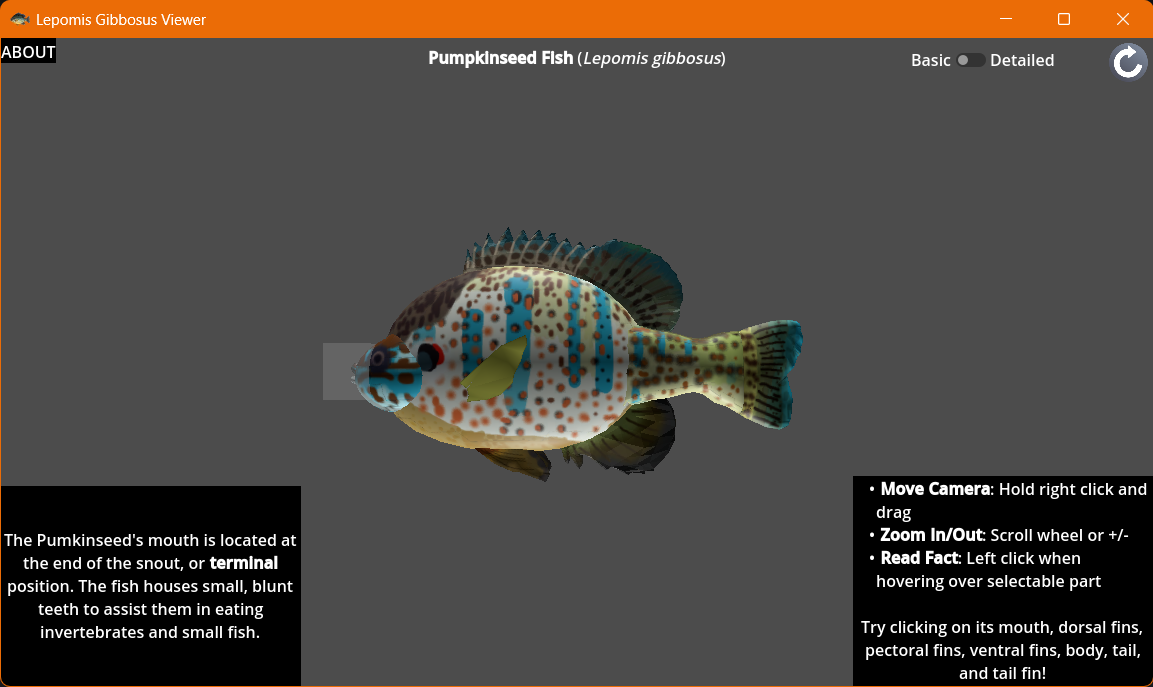 Lepomis Gibbosus Viewer
ABOUT
Pumpkinseed Fish (Lepomis gibbosus)
Basic Detailed
The Pumkinseed's mouth is located at
the end of the snout, or terminal
position. The fish houses small, blunt
teeth to assist them in eating
invertebrates and small fish.
• Move Camera: Hold right click and
drag
• Zoom In/Out: Scroll wheel or +/-
• Read Fact: Left click when
hovering over selectable part
Try clicking on its mouth, dorsal fins,
pectoral fins, ventral fins, body, tail,
and tail fin!